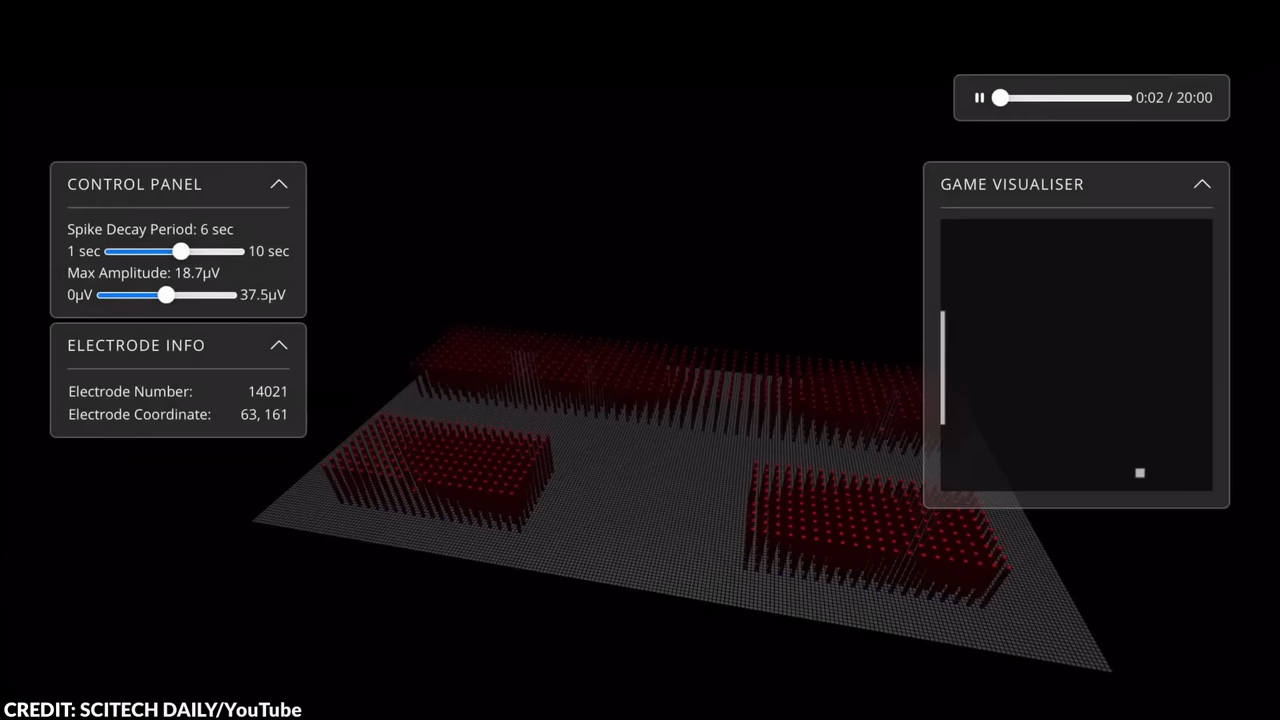 0:02 / 20:00
CONTROL PANEL
Spike Decay Period: 6 sec
1 sec 10 sec
Max Amplitude: 18.7µV
0µV 37.5µV
ELECTRODE INFO
Electrode Number: 14021
Electrode Coordinate: 63, 161
GAME VISUALISER
CREDIT: SCITECH DAILY/YouTube